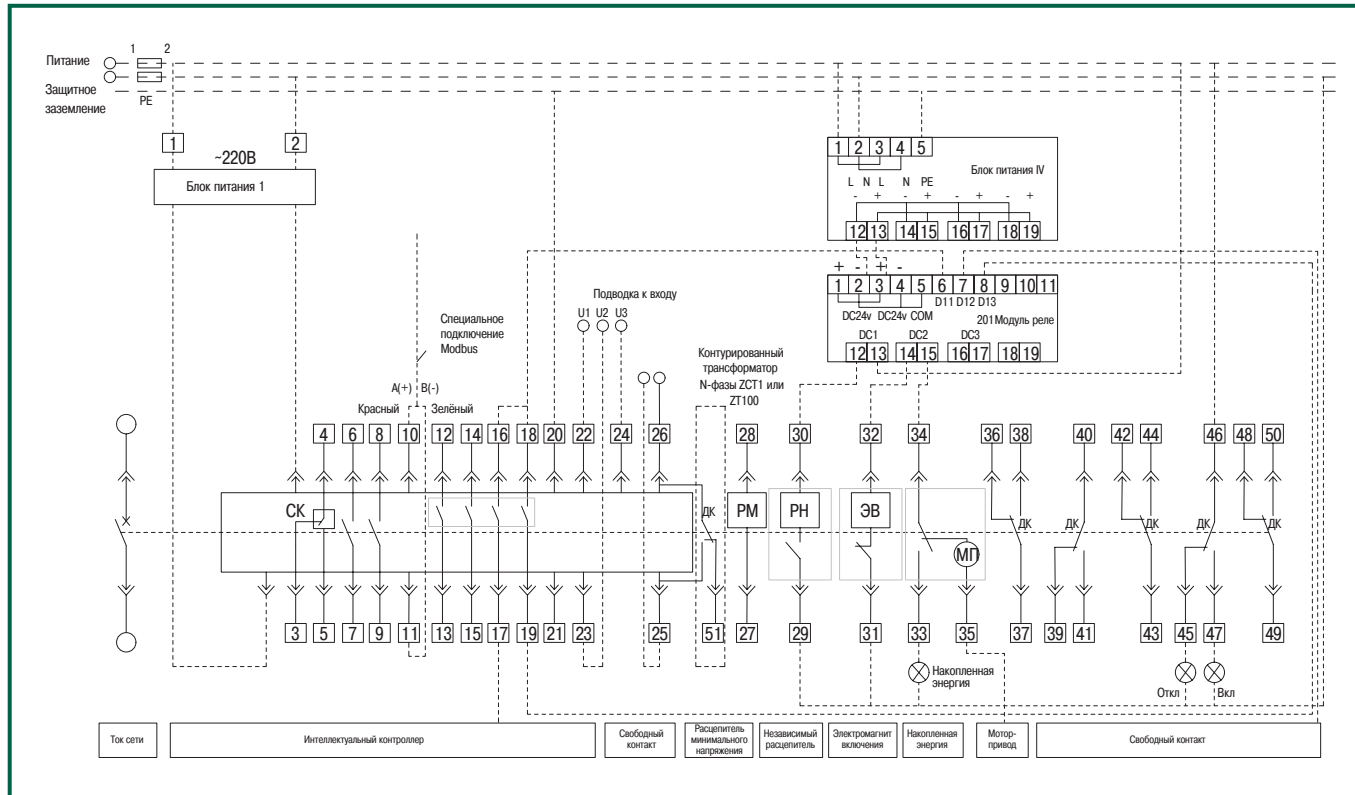 1 2
Питание
Защитное
заземление
PE
1 2
~220В
Блок питания 1
1 2 3 4 5
Блок питания IV
L N L N PE
- + - + - + - +
12 13 14 15 16 17 18 19
+ - + -
1 2 3 4 5 6 7 8 9 10 11
D11 D12 D13
DC24v DC24v COM
201 Модуль реле
DC1 DC2 DC3
12 13 14 15 16 17 18 19
Специальное
подключение
Modbus
Подводка к входу
U1 U2 U3
Контурированный
трансформатор
N-фазы ZCT1 или
ZT100
A(+) B(-)
Красный Зелёный
4 6 8 10 12 14 16 18 20 22 24 26 28 30 32 34 36 38 40 42 44 46 48 50
СК ДК РМ РН ЭВ МП ДК ДК ДК ДК ДК
3 5 7 9 11 13 15 17 19 21 23 25 51 27 29 31 33 35 37 39 41 43 45 47 49
Накопленная
энергия
Откл Вкл
Ток сети
Интеллектуальный контроллер
Свободный
контакт
Расцепитель
минимального
напряжения
Независимый
расцепитель
Электромагнит
включения
Накопленная
энергия
Мотор-
привод
Свободный контакт